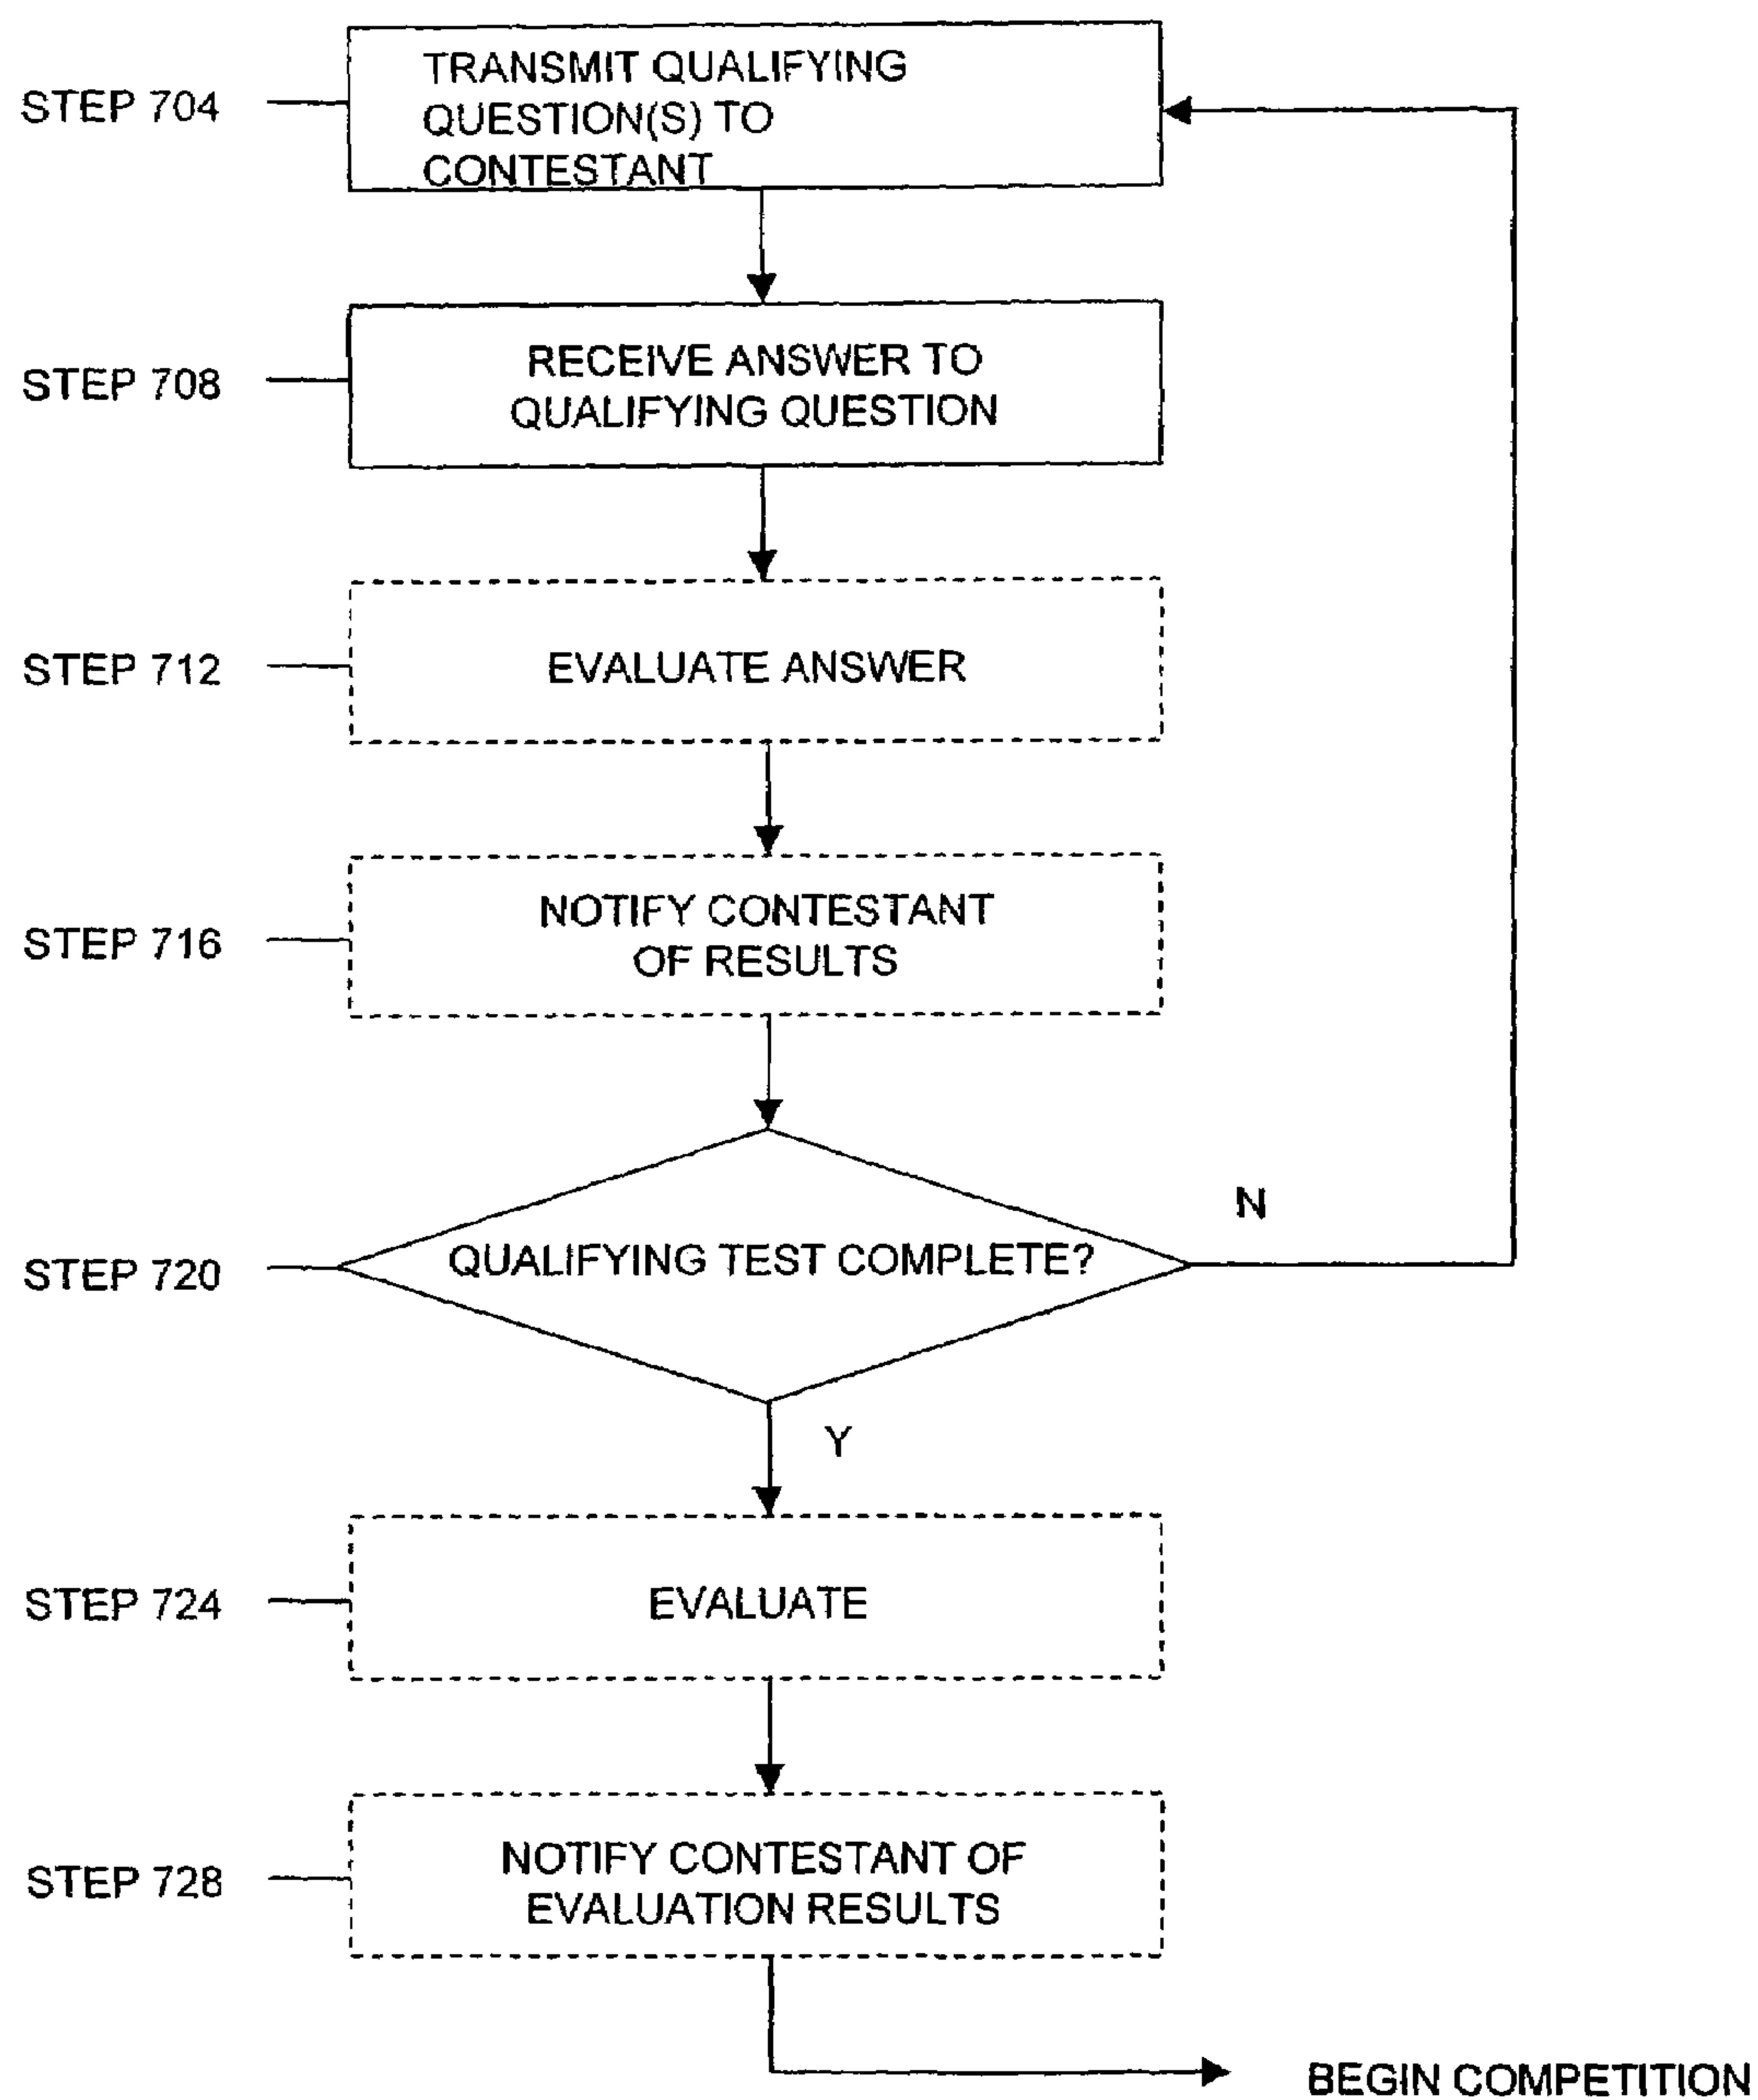 STEP 704
TRANSMIT QUALIFYING
QUESTION(S) TO
CONTESTANT
STEP 708
RECEIVE ANSWER TO
QUALIFYING QUESTION
STEP 712
EVALUATE ANSWER
STEP 716
NOTIFY CONTESTANT
OF RESULTS
N
STEP 720
QUALIFYING TEST COMPLETE?
Y
STEP 724
EVALUATE
STEP 728
NOTIFY CONTESTANT OF
EVALUATION RESULTS
BEGIN COMPETITION